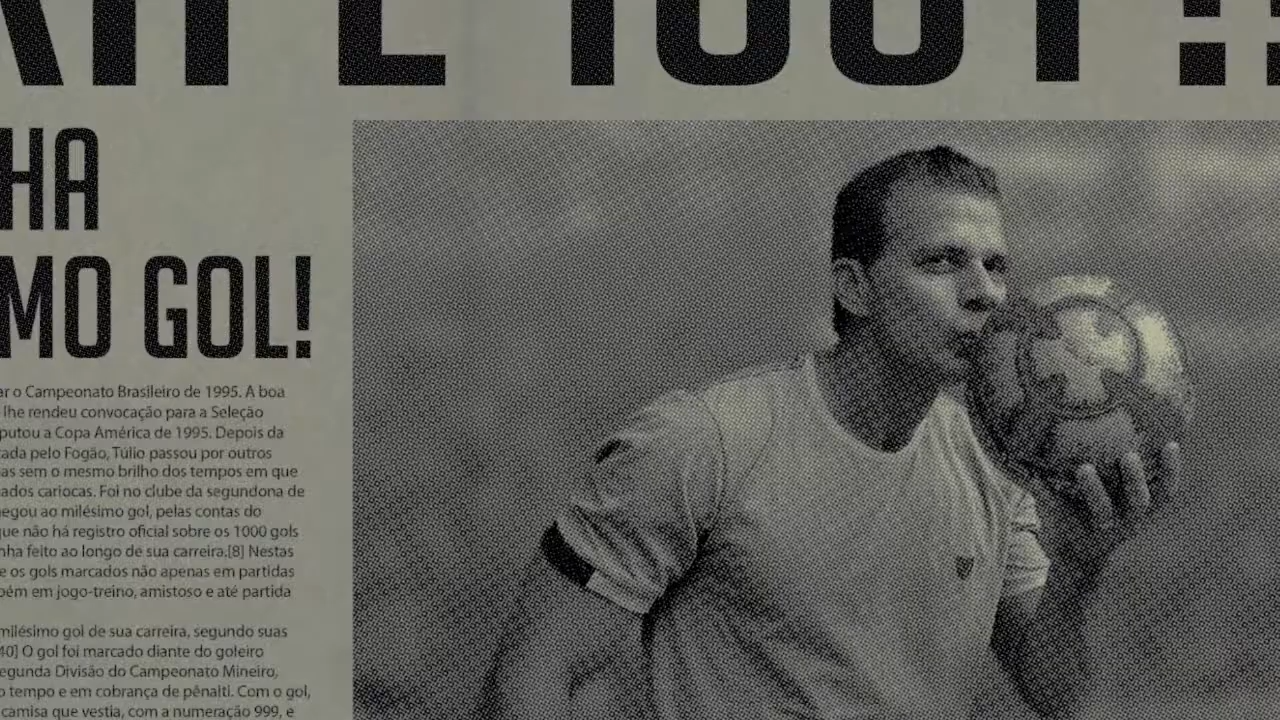 HA
MO GOL!
ar o Campeonato Brasileiro de 1995. A boa
lhe rendeu convocação para a Seleção
putou a Copa América de 1995. Depois da
ada pelo Fogão, Túlio passou por outros
as sem o mesmo brilho dos tempos em que
ados cariocas. Foi no clube da segundona de
hegou ao milésimo gol, pelas contas do
que não há registro oficial sobre os 1000 gols
nha feito ao longo de sua carreira.[8] Nestas
e os gols marcados não apenas em partidas
bém em jogo-treino, amistoso e até partida
milésimo gol de sua carreira, segundo suas
40] O gol foi marcado diante do goleiro
egunda Divisão do Campeonato Mineiro,
o tempo e em cobrança de pênalti. Com o gol,
camisa que vestia, com a numeração 999, e